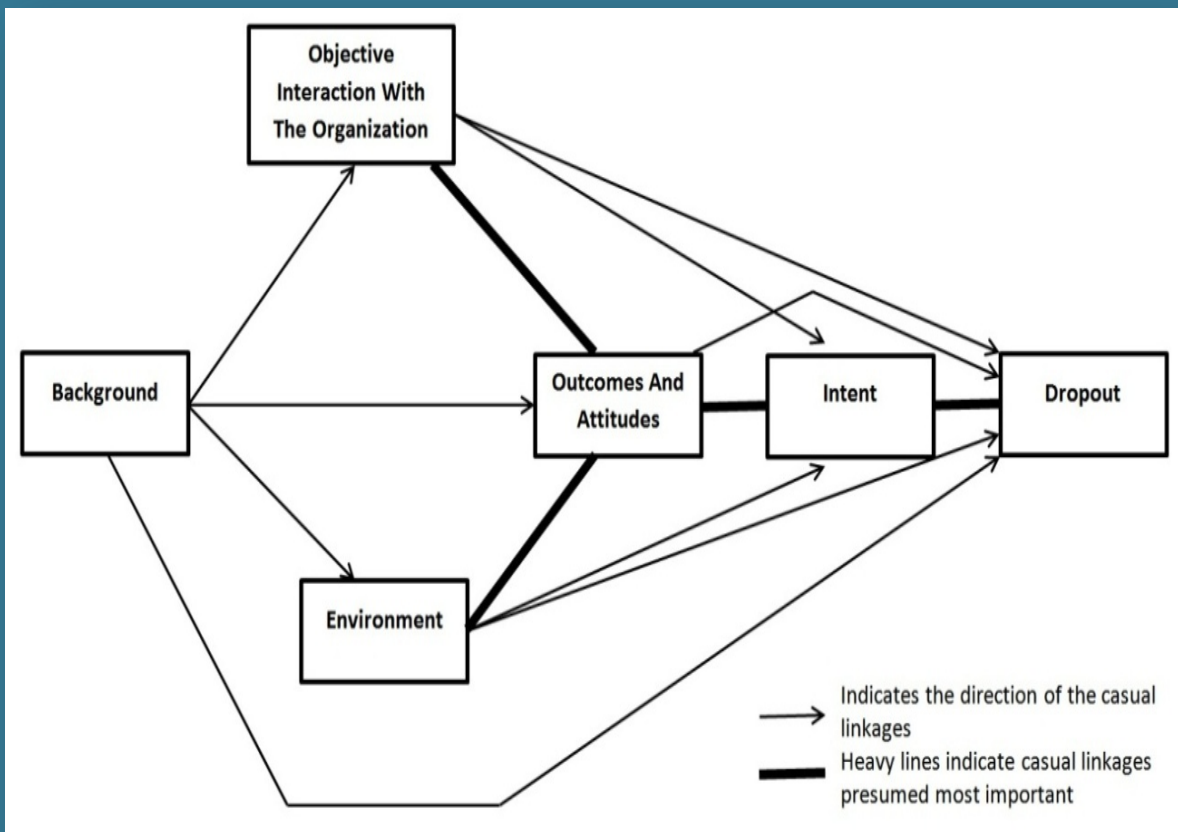 Objective
Interaction With
The Organization
Background
Outcomes And
Attitudes
Intent
Dropout
Environment
Indicates the direction of the casual
linkages
Heavy lines indicate casual linkages
presumed most important